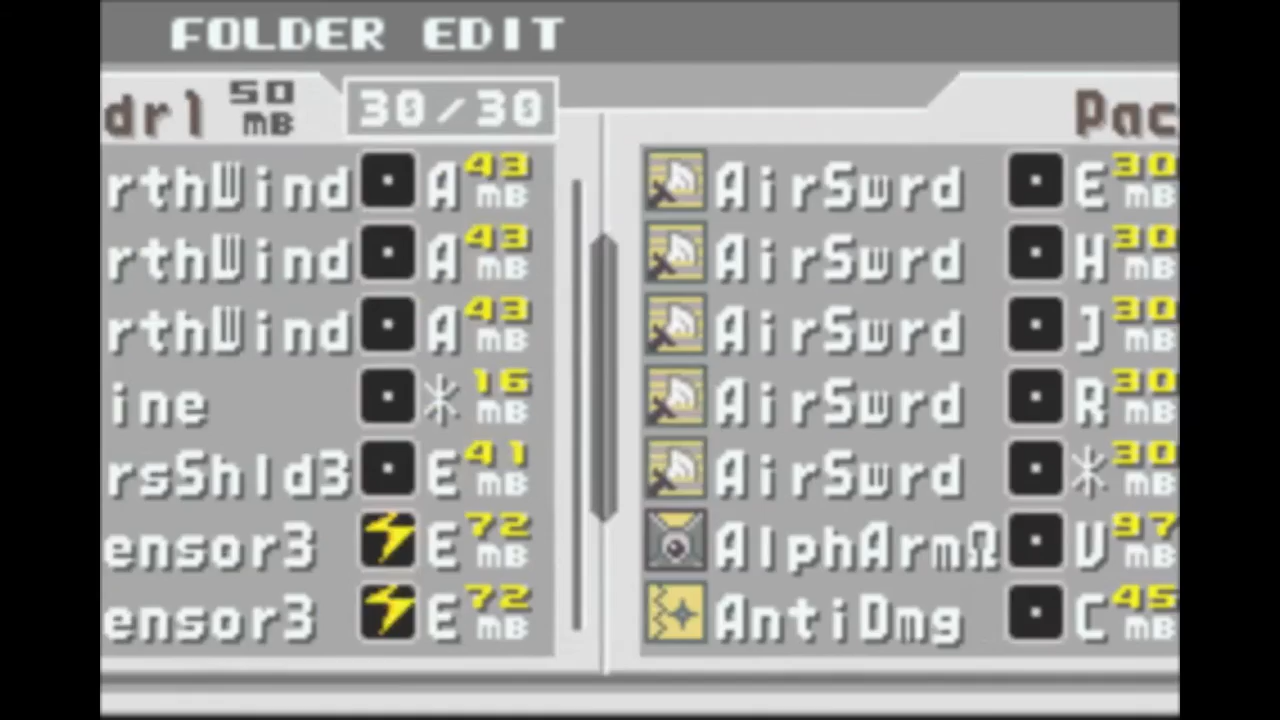 FOLDER EDIT
drl 50 mB 30/30 Pac
rthWind A 43 mB AirSwrd E 30 mB
rthWind A 43 mB AirSwrd H 30 mB
rthWind A 43 mB AirSwrd J 30 mB
ine * 16 mB AirSwrd R 30 mB
rsShld3 E 41 mB AirSwrd * 30 mB
ensor3 E 72 mB AlphArmΩ V 97 mB
ensor3 E 72 mB AntiDmg C 45 mB